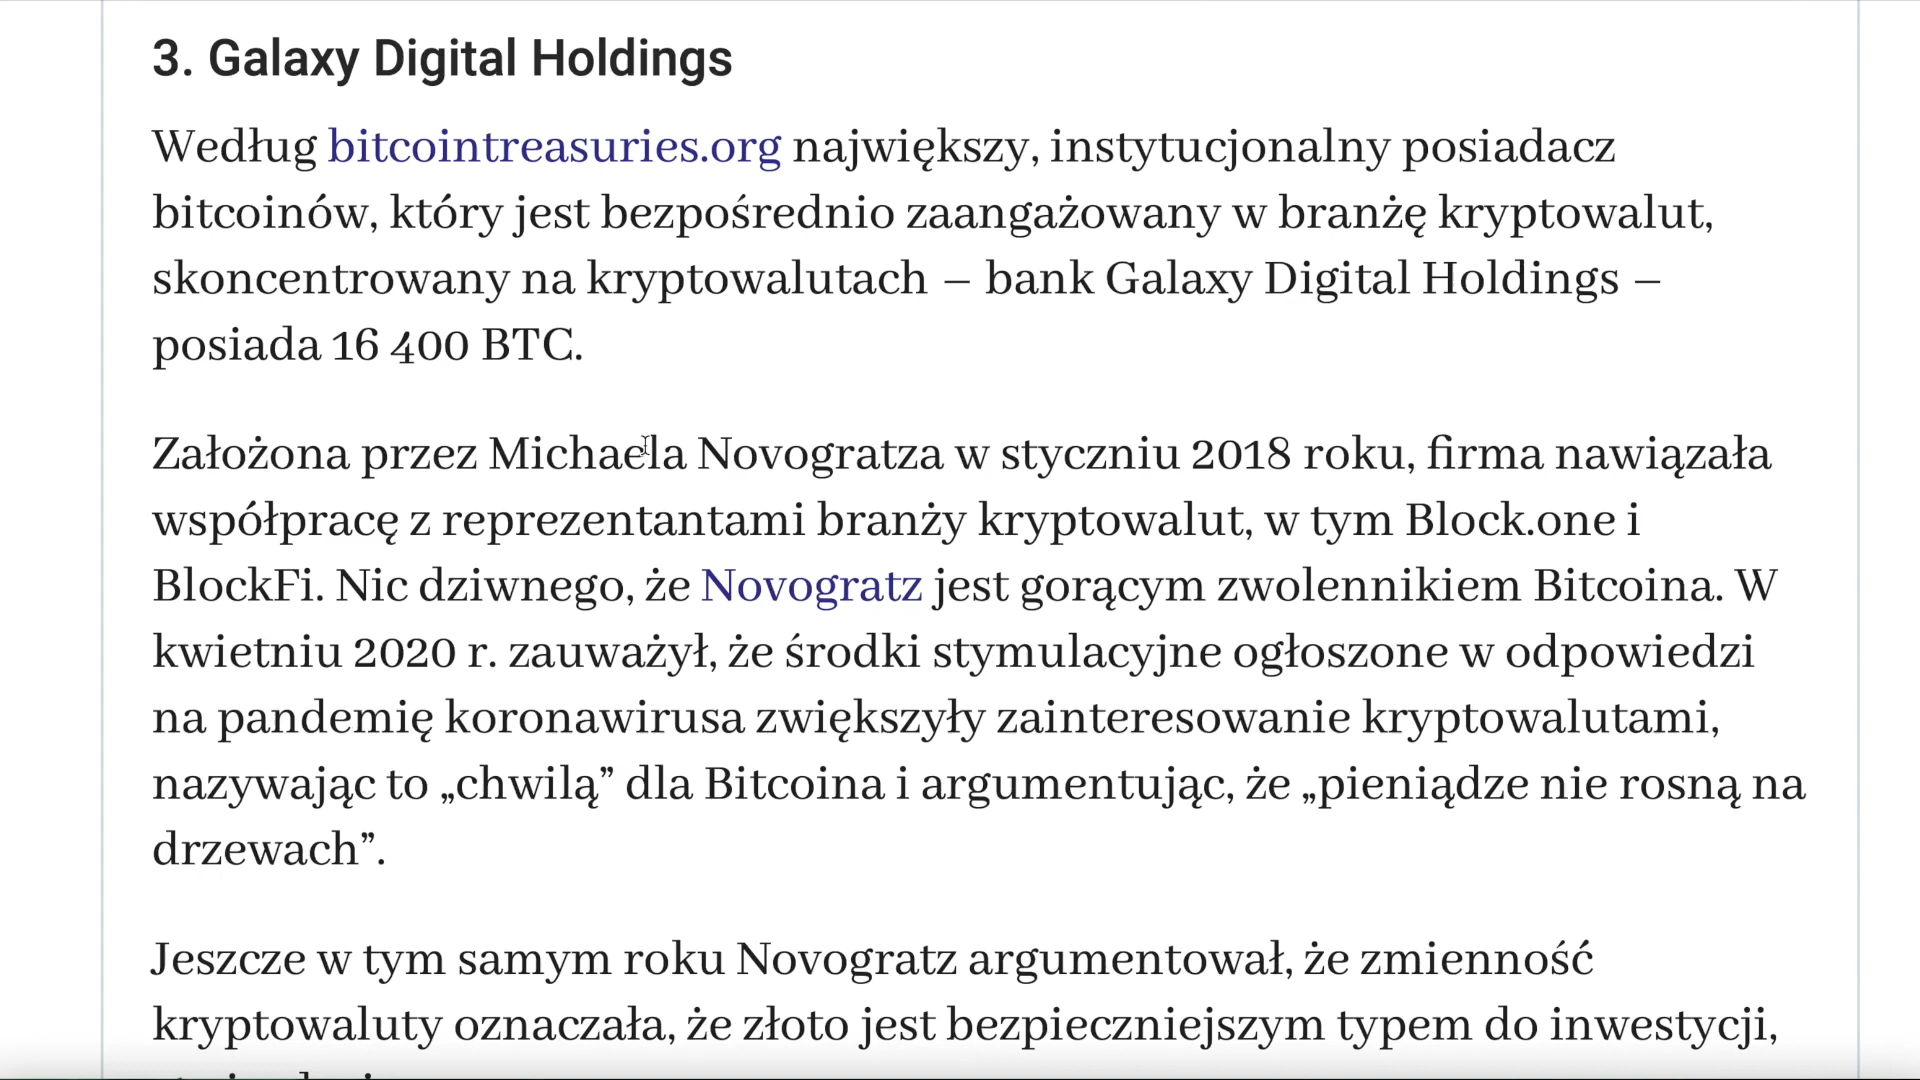 3. Galaxy Digital Holdings
Według bitcointreasuries.org największy, instytucjonalny posiadacz
bitcoinów, który jest bezpośrednio zaangażowany w branżę kryptowalut,
skoncentrowany na kryptowalutach – bank Galaxy Digital Holdings –
posiada 16 400 BTC.
Założona przez Michaela Novogratza w styczniu 2018 roku, firma nawiązała
współpracę z reprezentantami branży kryptowalut, w tym Block.one i
BlockFi. Nic dziwnego, że Novogratz jest gorącym zwolennikiem Bitcoina. W
kwietniu 2020 r. zauważył, że środki stymulacyjne ogłoszone w odpowiedzi
na pandemię koronawirusa zwiększyły zainteresowanie kryptowalutami,
nazywając to „chwilą” dla Bitcoina i argumentując, że „pieniądze nie rosną na
drzewach”.
Jeszcze w tym samym roku Novogratz argumentował, że zmienność
kryptowaluty oznaczała, że złoto jest bezpieczniejszym typem do inwestycji,